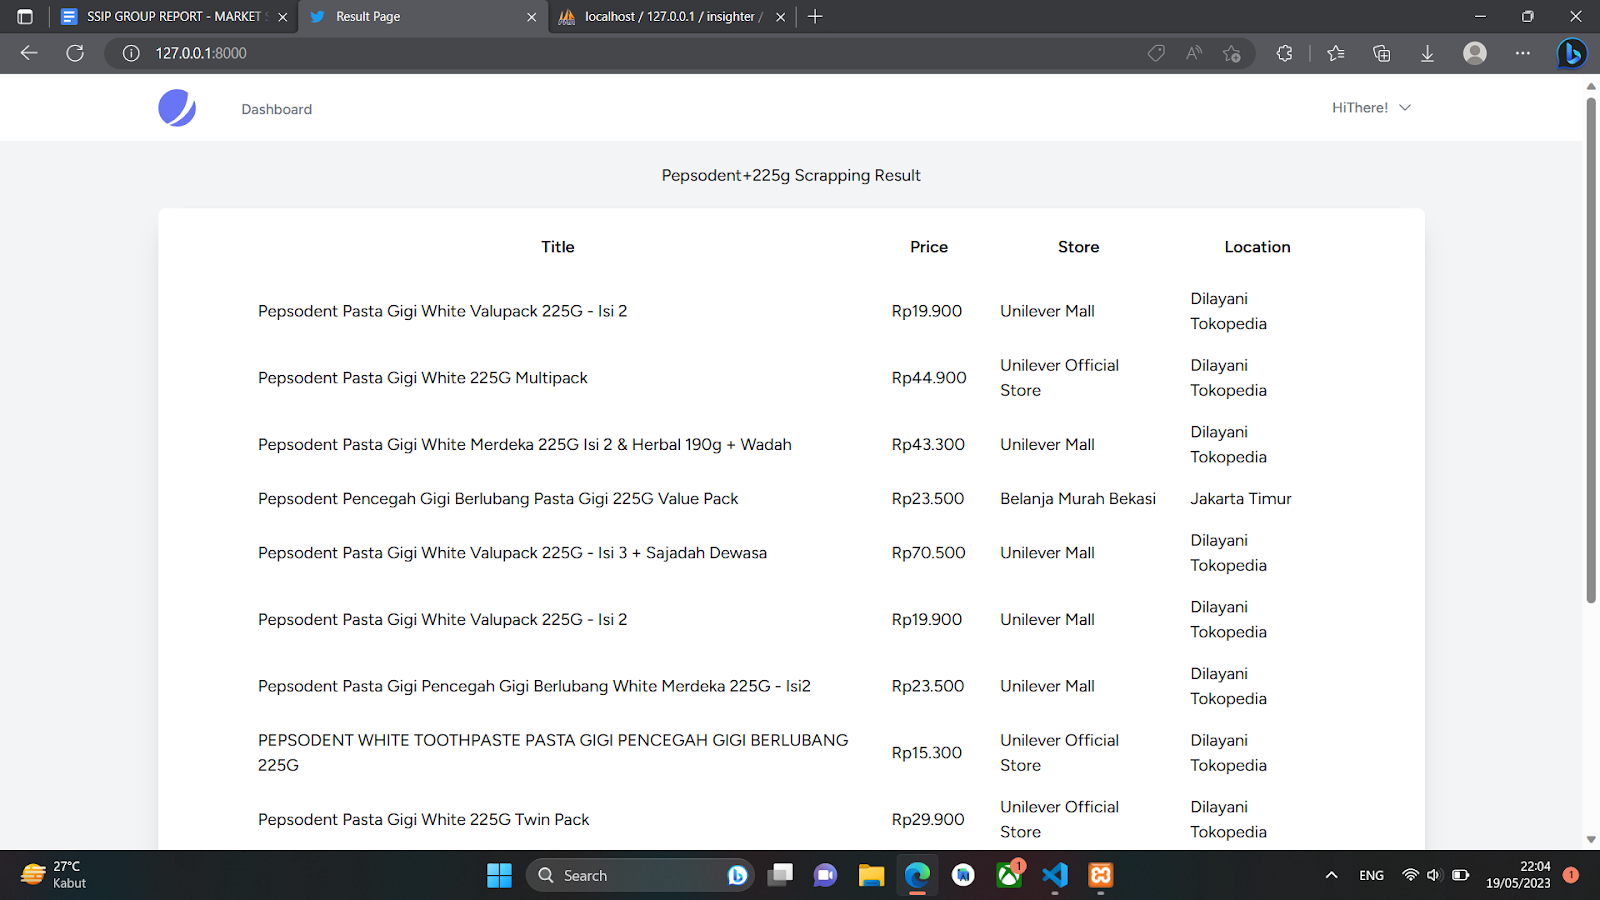 SSIP GROUP REPORT - MARKET S
Result Page
localhost / 127.0.0.1 / insighter /
127.0.0.1:8000
Dashboard
HiThere!
Pepsodent+225g Scrapping Result
Title Price Store Location
Pepsodent Pasta Gigi White Valupack 225G - Isi 2 Rp19.900 Unilever Mall Dilayani
Tokopedia
Pepsodent Pasta Gigi White 225G Multipack Rp44.900 Unilever Official Dilayani
Store Tokopedia
Pepsodent Pasta Gigi White Merdeka 225G Isi 2 & Herbal 190g + Wadah Rp43.300 Unilever Mall Dilayani
Tokopedia
Pepsodent Pencegah Gigi Berlubang Pasta Gigi 225G Value Pack Rp23.500 Belanja Murah Bekasi Jakarta Timur
Pepsodent Pasta Gigi White Valupack 225G - Isi 3 + Sajadah Dewasa Rp70.500 Unilever Mall Dilayani
Tokopedia
Pepsodent Pasta Gigi White Valupack 225G - Isi 2 Rp19.900 Unilever Mall Dilayani
Tokopedia
Pepsodent Pasta Gigi Pencegah Gigi Berlubang White Merdeka 225G - Isi2 Rp23.500 Unilever Mall Dilayani
Tokopedia
PEPSODENT WHITE TOOTHPASTE PASTA GIGI PENCEGAH GIGI BERLUBANG Rp15.300 Unilever Official Dilayani
225G Store Tokopedia
Pepsodent Pasta Gigi White 225G Twin Pack Rp29.900 Unilever Official Dilayani
Store Tokopedia
27°C
Kabut
Search
1
ENG
22:04
19/05/2023
1